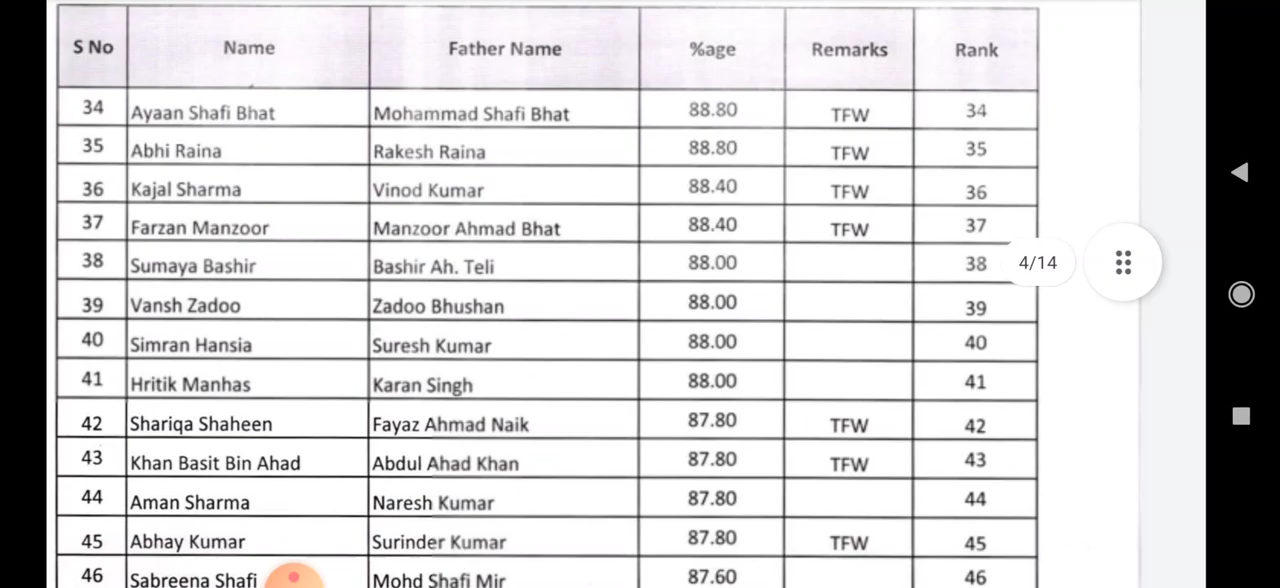 S No Name Father Name %age Remarks Rank
34 Ayaan Shafi Bhat Mohammad Shafi Bhat 88.80 TFW 34
35 Abhi Raina Rakesh Raina 88.80 TFW 35
36 Kajal Sharma Vinod Kumar 88.40 TFW 36
37 Farzan Manzoor Manzoor Ahmad Bhat 88.40 TFW 37
38 Sumaya Bashir Bashir Ah. Teli 88.00 38
4/14
39 Vansh Zadoo Zadoo Bhushan 88.00 39
40 Simran Hansia Suresh Kumar 88.00 40
41 Hritik Manhas Karan Singh 88.00 41
42 Shariqa Shaheen Fayaz Ahmad Naik 87.80 TFW 42
43 Khan Basit Bin Ahad Abdul Ahad Khan 87.80 TFW 43
44 Aman Sharma Naresh Kumar 87.80 44
45 Abhay Kumar Surinder Kumar 87.80 TFW 45
46 Sabreena Shafi Mohd Shafi Mir 87.60 46